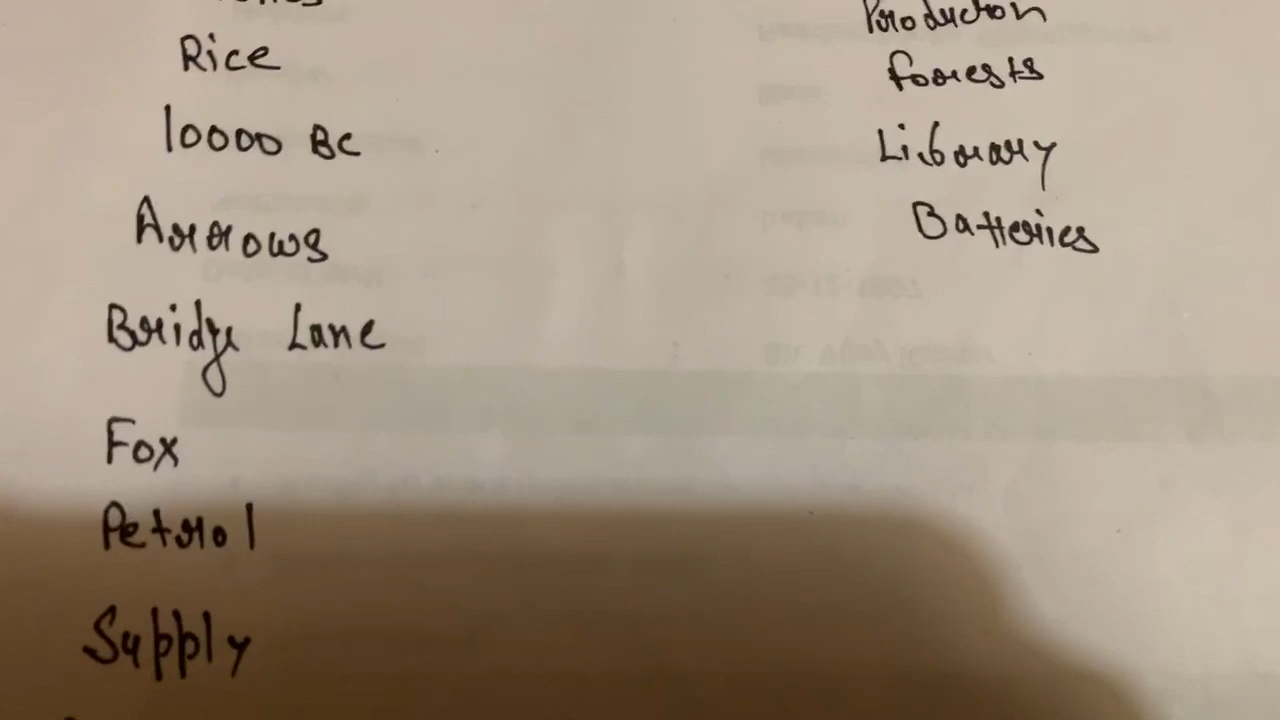 Rice
10000 BC
Arrows
Bridge Lane
Fox
Petrol
Supply
Production
Forests
Library
Batteries